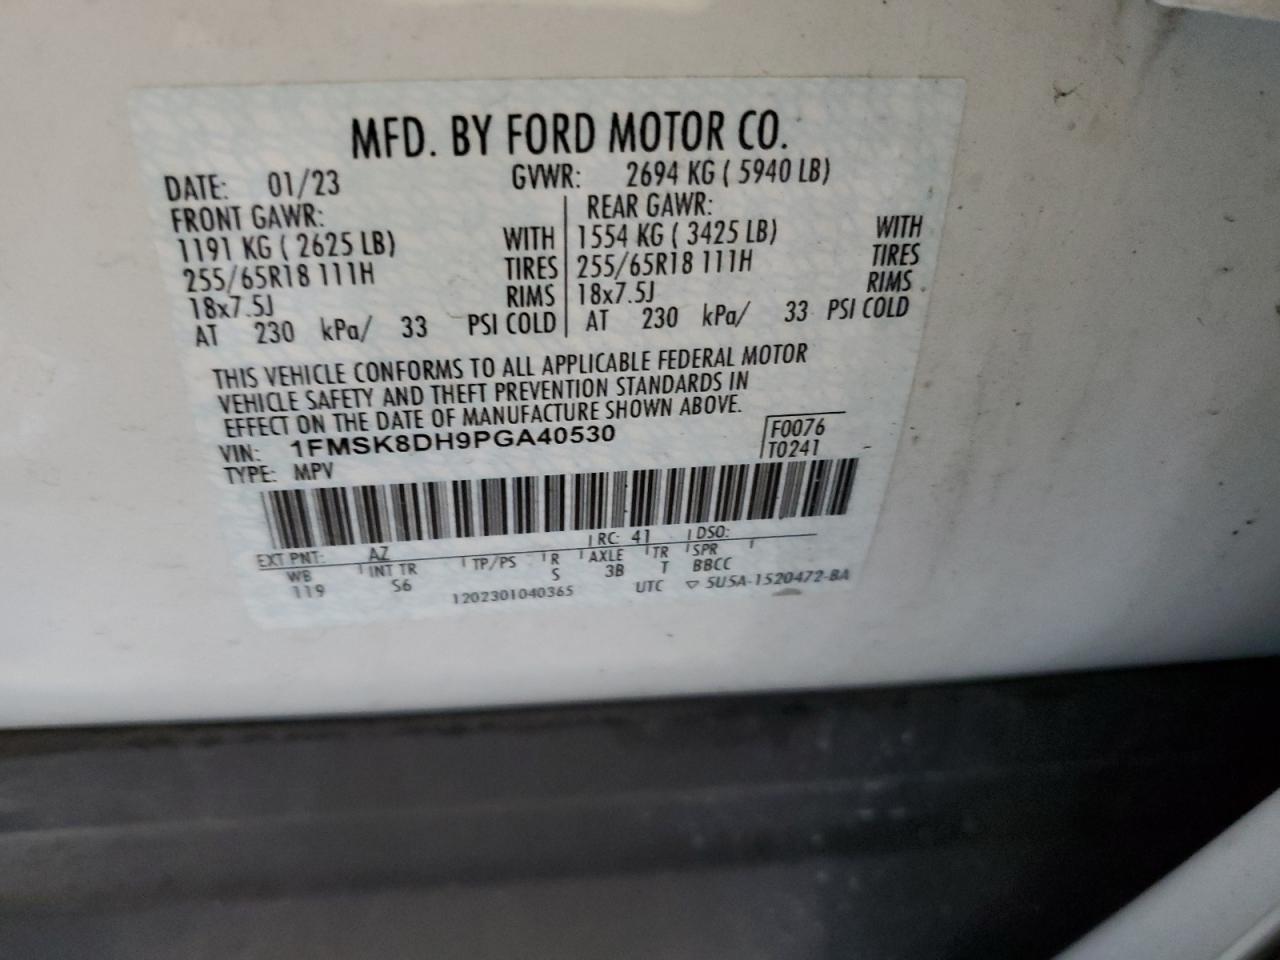 MFD. BY FORD MOTOR CO.
DATE: 01/23 GVWR: 2694 KG ( 5940 LB)
FRONT GAWR: REAR GAWR:
1191 KG ( 2625 LB) WITH 1554 KG ( 3425 LB) WITH
255/65R18 111H TIRES 255/65R18 111H TIRES
18x7.5J RIMS 18x7.5J RIMS
AT 230 kPa/ 33 PSI COLD AT 230 kPa/ 33 PSI COLD
THIS VEHICLE CONFORMS TO ALL APPLICABLE FEDERAL MOTOR
VEHICLE SAFETY AND THEFT PREVENTION STANDARDS IN
EFFECT ON THE DATE OF MANUFACTURE SHOWN ABOVE.
VIN: 1FMSK8DH9PGA40530 F0076
TYPE: MPV T0241
EXT PNT: AZ RC: 41 DSO:
WB INT TR TP/PS R AXLE TR SPR
119 S6 S 3B T BBCC
1202301040365 UTC ▽ 5U5A-1520472-BA